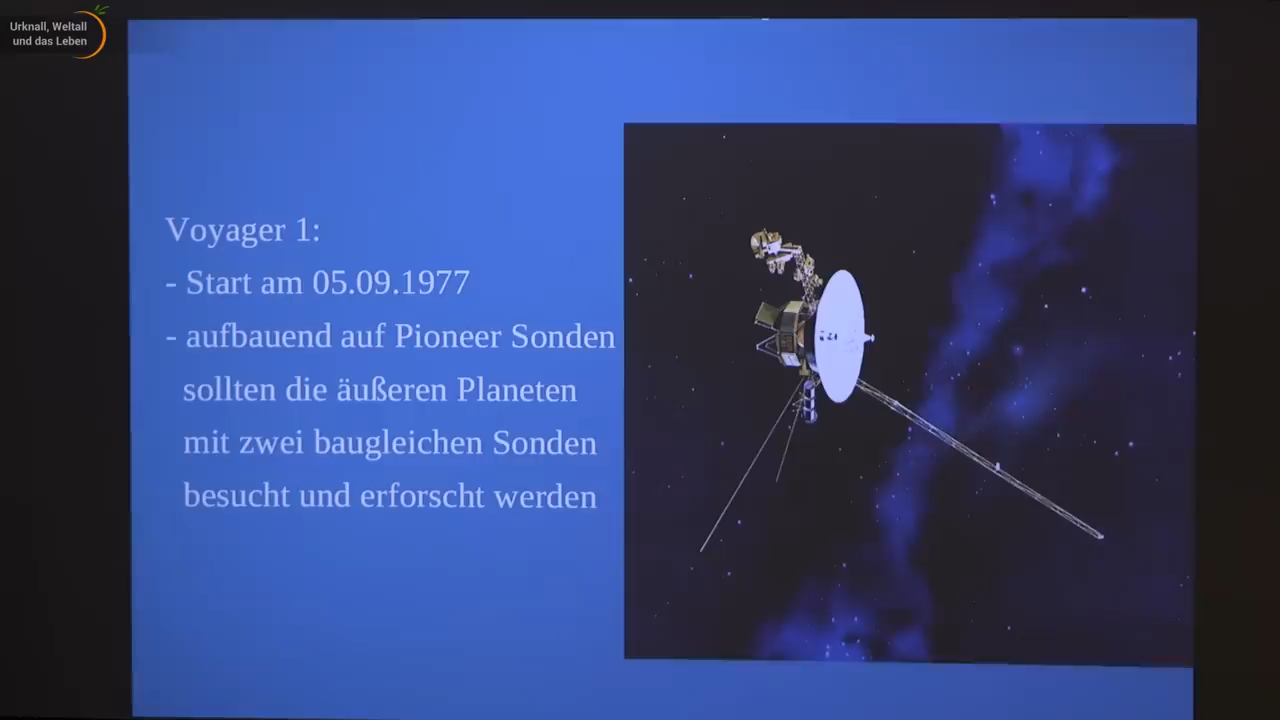 Urknall, Weltall
und das Leben
Voyager 1:
- Start am 05.09.1977
- aufbauend auf Pioneer Sonden
sollten die äußeren Planeten
mit zwei baugleichen Sonden
besucht und erforscht werden